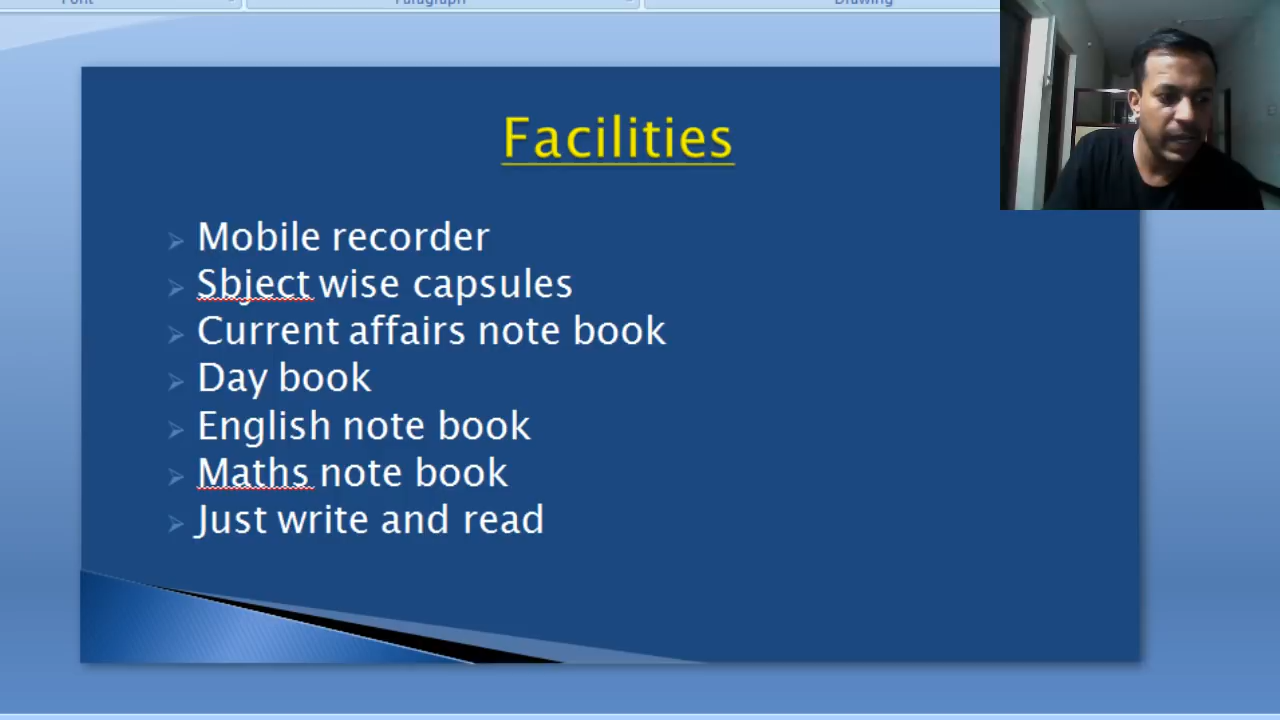 Font Paragraph Drawing
Facilities
Mobile recorder
Sbject wise capsules
Current affairs note book
Day book
English note book
Maths note book
Just write and read